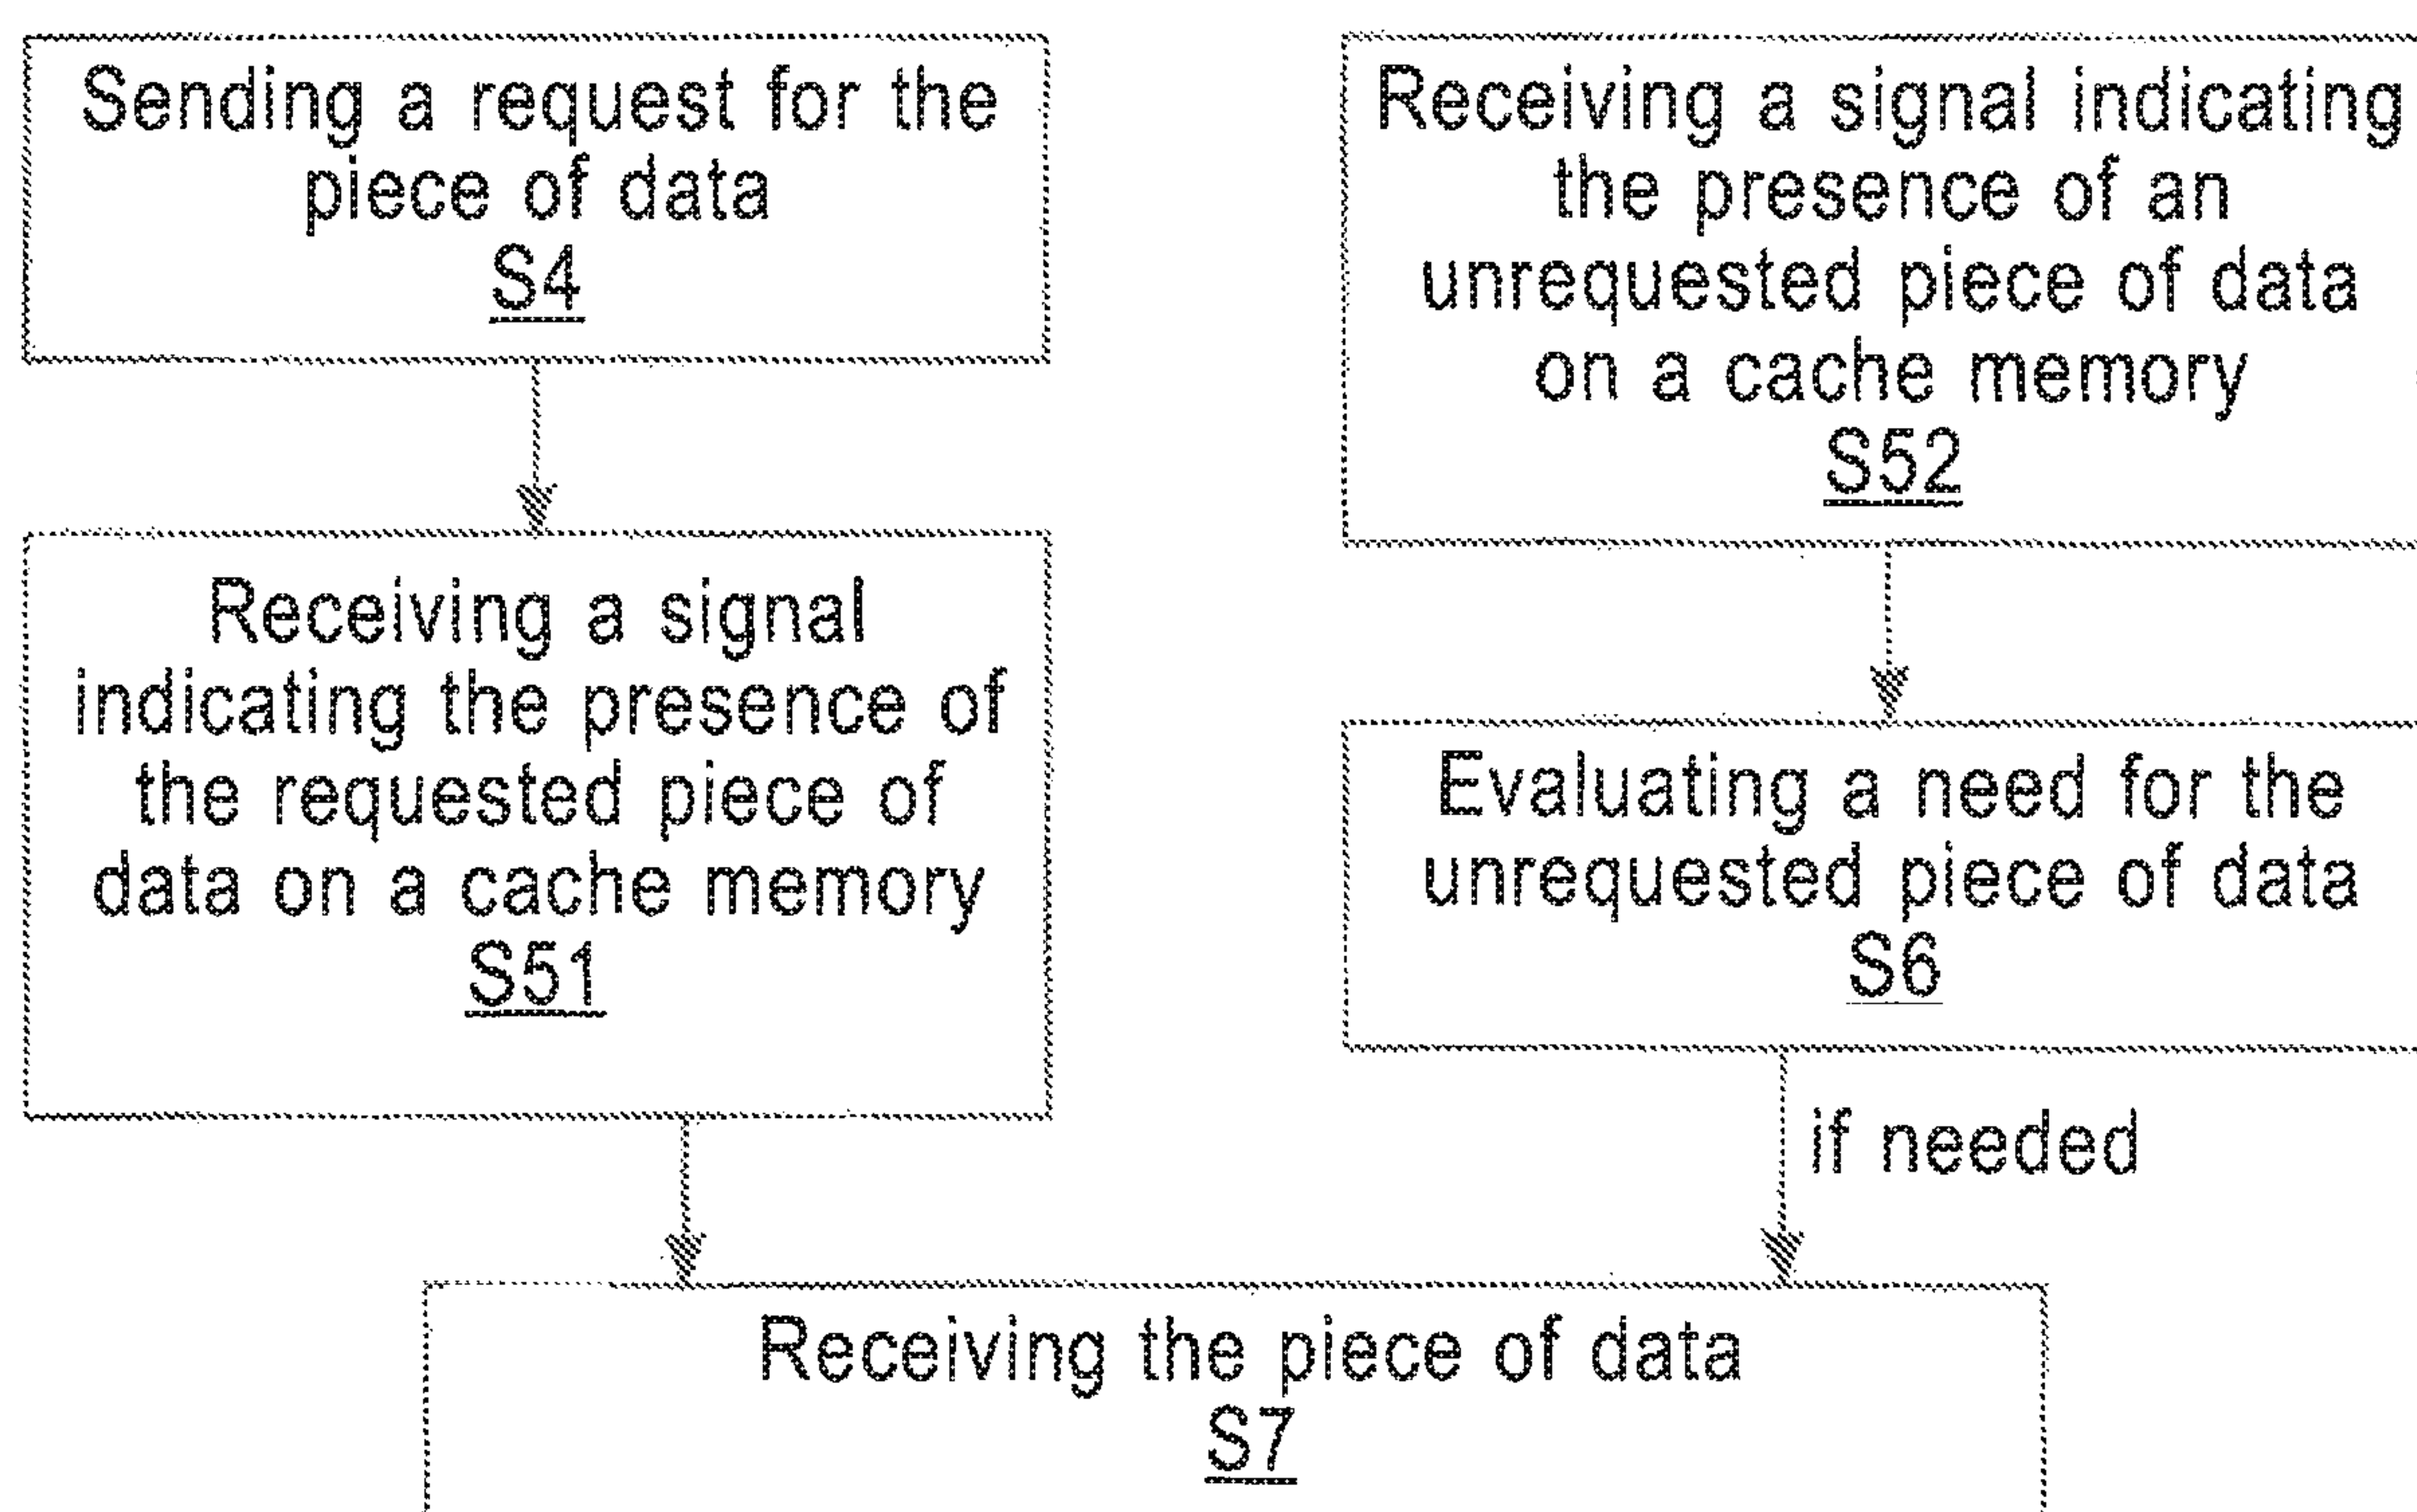 Sending a request for the
piece of data
S4
Receiving a signal
indicating the presence of
the requested piece of
data on a cache memory
S51
Receiving a signal indicating
the presence of an
unrequested piece of data
on a cache memory
S52
Evaluating a need for the
unrequested piece of data
S6
if needed
Receiving the piece of data
S7